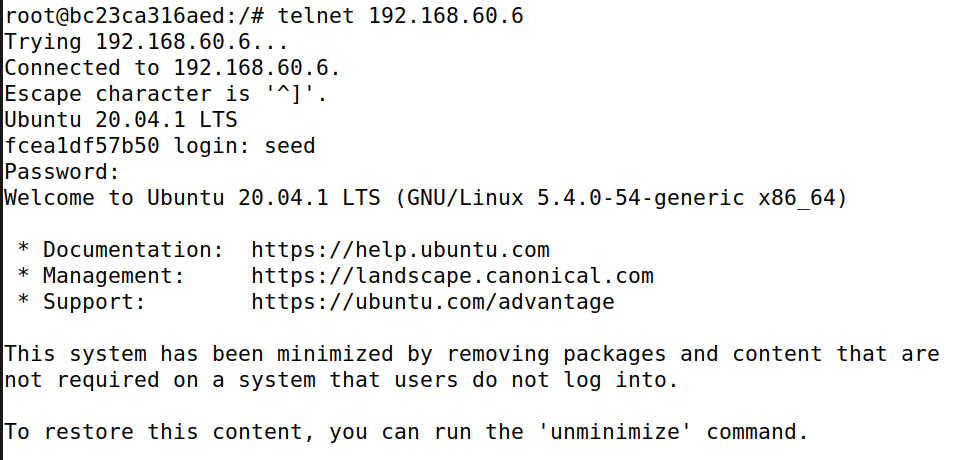 root@bc23ca316aed:/# telnet 192.168.60.6
Trying 192.168.60.6...
Connected to 192.168.60.6.
Escape character is '^]'.
Ubuntu 20.04.1 LTS
fcea1df57b50 login: seed
Password:
Welcome to Ubuntu 20.04.1 LTS (GNU/Linux 5.4.0-54-generic x86_64)

 * Documentation:  https://help.ubuntu.com
 * Management:     https://landscape.canonical.com
 * Support:        https://ubuntu.com/advantage

This system has been minimized by removing packages and content that are
not required on a system that users do not log into.

To restore this content, you can run the 'unminimize' command.